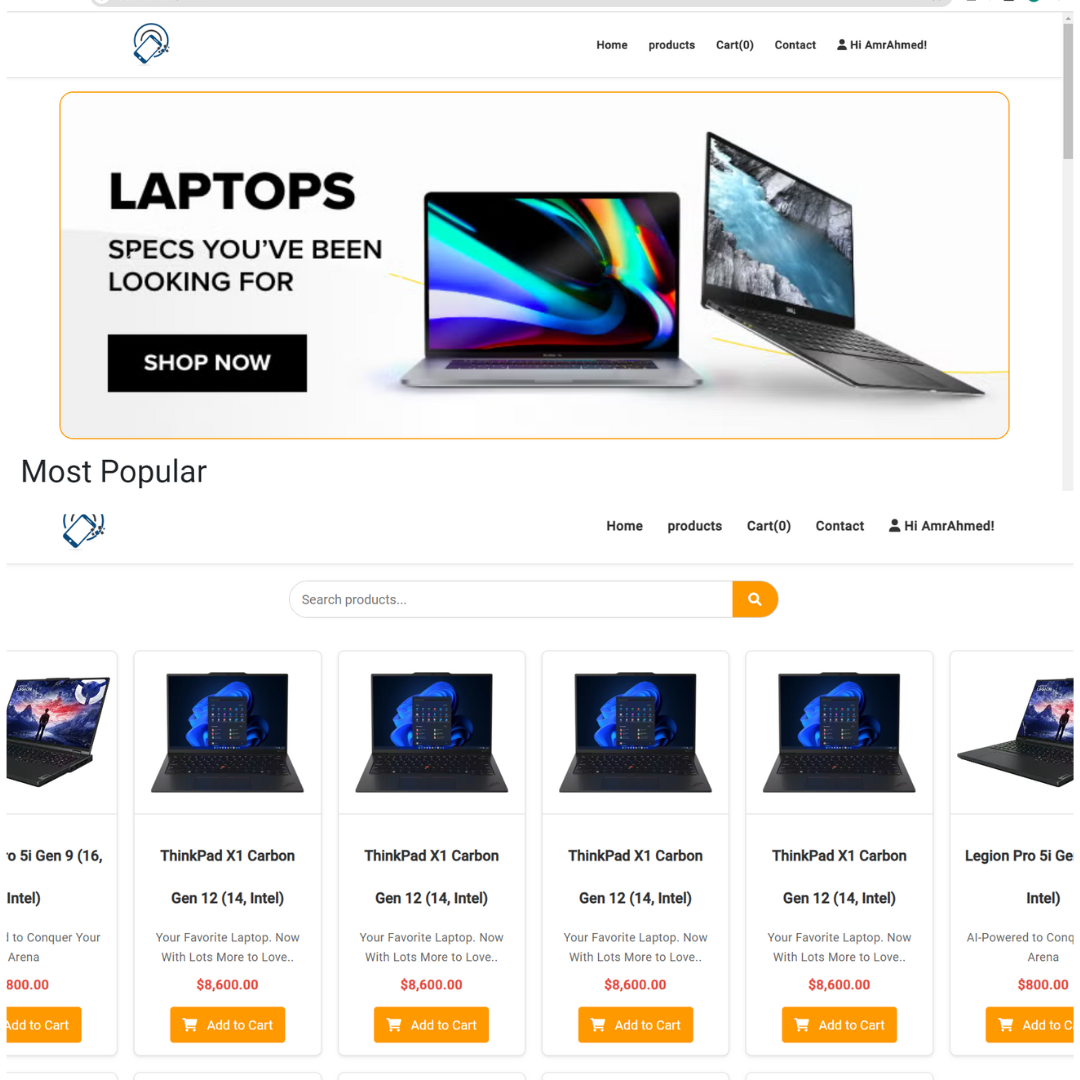 Home products Cart(0) Contact Hi AmrAhmed!
LAPTOPS
SPECS YOU'VE BEEN
LOOKING FOR
SHOP NOW
DELL
Most Popular
Home products Cart(0) Contact Hi AmrAhmed!
Search products...
ro 5i Gen 9 (16,
Intel)
d to Conquer Your
Arena
800.00
Add to Cart
ThinkPad X1 Carbon
Gen 12 (14, Intel)
Your Favorite Laptop. Now
With Lots More to Love..
$8,600.00
Add to Cart
ThinkPad X1 Carbon
Gen 12 (14, Intel)
Your Favorite Laptop. Now
With Lots More to Love..
$8,600.00
Add to Cart
ThinkPad X1 Carbon
Gen 12 (14, Intel)
Your Favorite Laptop. Now
With Lots More to Love..
$8,600.00
Add to Cart
ThinkPad X1 Carbon
Gen 12 (14, Intel)
Your Favorite Laptop. Now
With Lots More to Love..
$8,600.00
Add to Cart
LEGION
Legion Pro 5i Ge
Intel)
AI-Powered to Conq
Arena
$800.00
Add to C